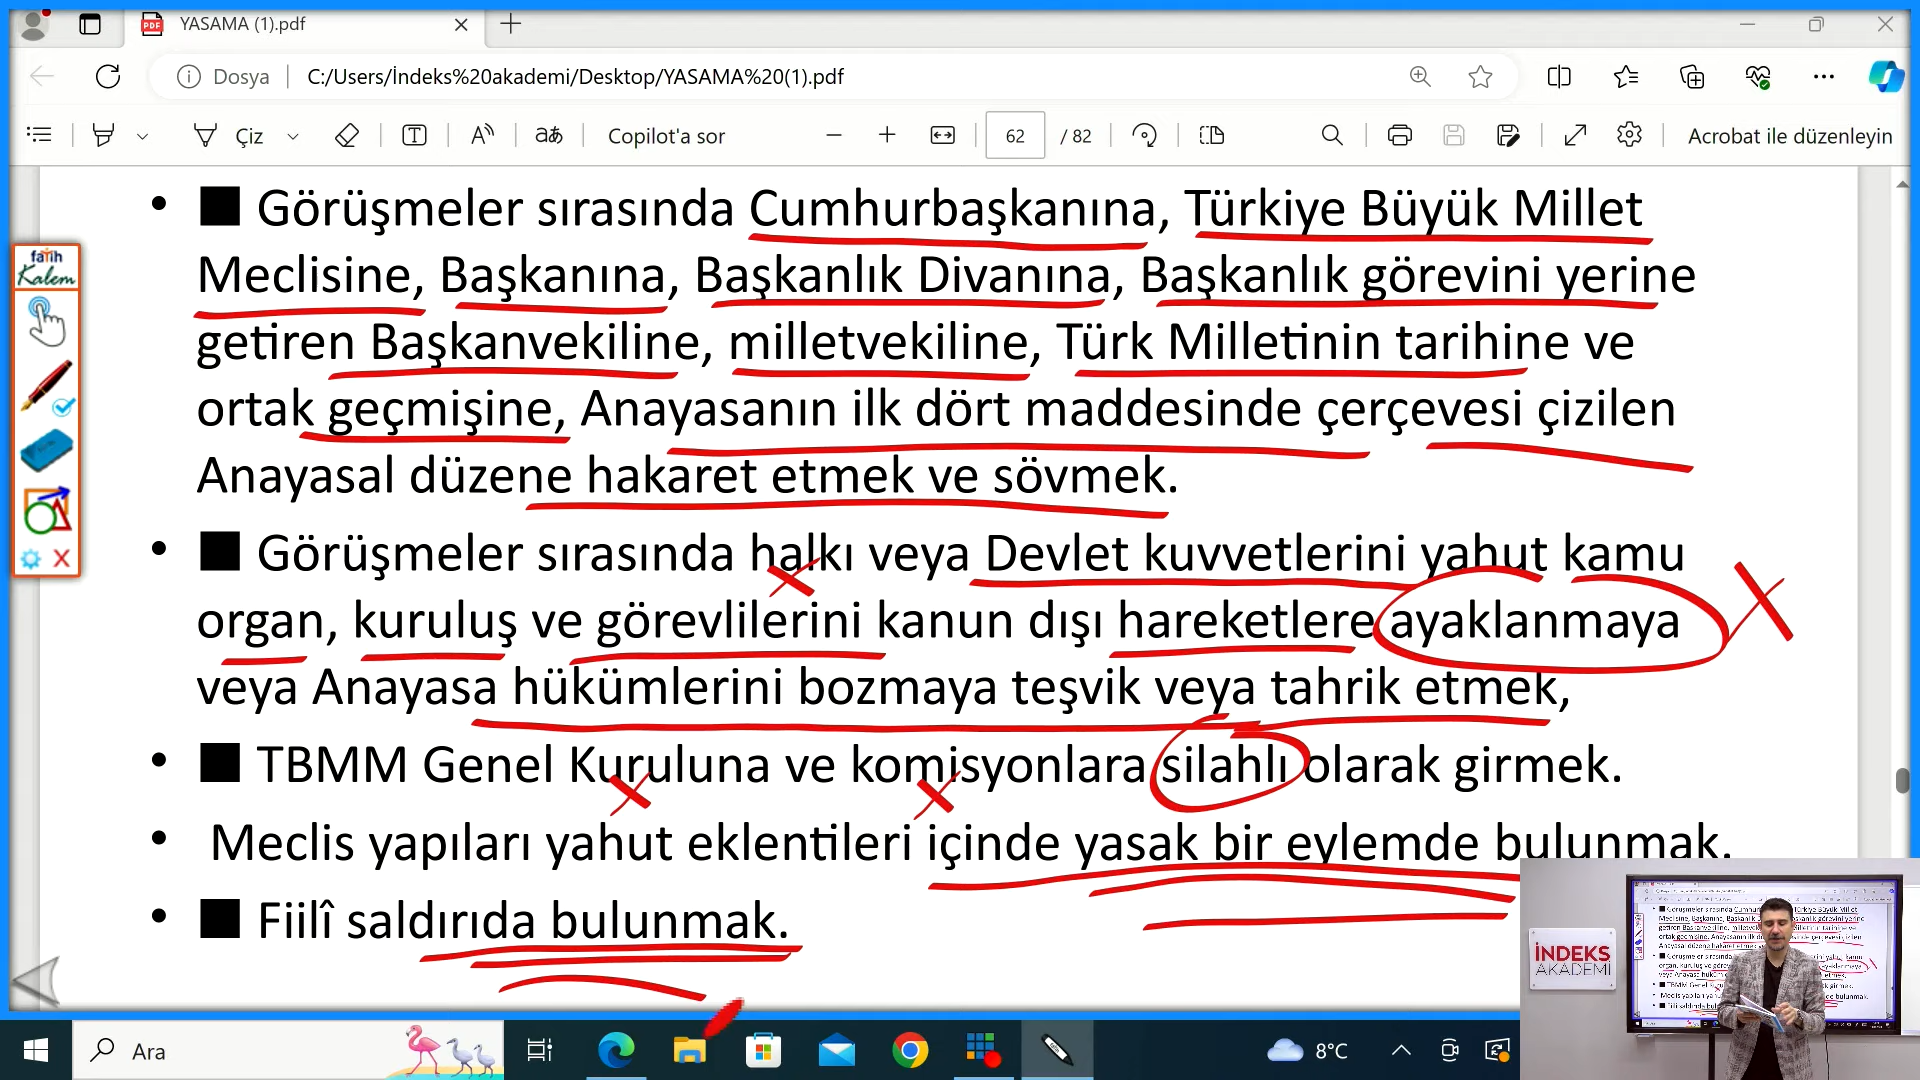 YASAMA (1).pdf
Dosya C:/Users/İndeks%20akademi/Desktop/YASAMA%20(1).pdf
Çiz Copilot'a sor 62 / 82 Acrobat ile düzenleyin
fatih
Kalem
• ■ Görüşmeler sırasında Cumhurbaşkanına, Türkiye Büyük Millet
Meclisine, Başkanına, Başkanlık Divanına, Başkanlık görevini yerine
getiren Başkanvekiline, milletvekiline, Türk Milletinin tarihine ve
ortak geçmişine, Anayasanın ilk dört maddesinde çerçevesi çizilen
Anayasal düzene hakaret etmek ve sövmek.
• ■ Görüşmeler sırasında halkı veya Devlet kuvvetlerini yahut kamu
organ, kuruluş ve görevlilerini kanun dışı hareketlere ayaklanmaya
veya Anayasa hükümlerini bozmaya teşvik veya tahrik etmek,
• ■ TBMM Genel Kuruluna ve komisyonlara silahlı olarak girmek.
• Meclis yapıları yahut eklentileri içinde yasak bir eylemde bulunmak.
• ■ Fiilî saldırıda bulunmak.
İNDEKS
AKADEMİ
Ara
8°C